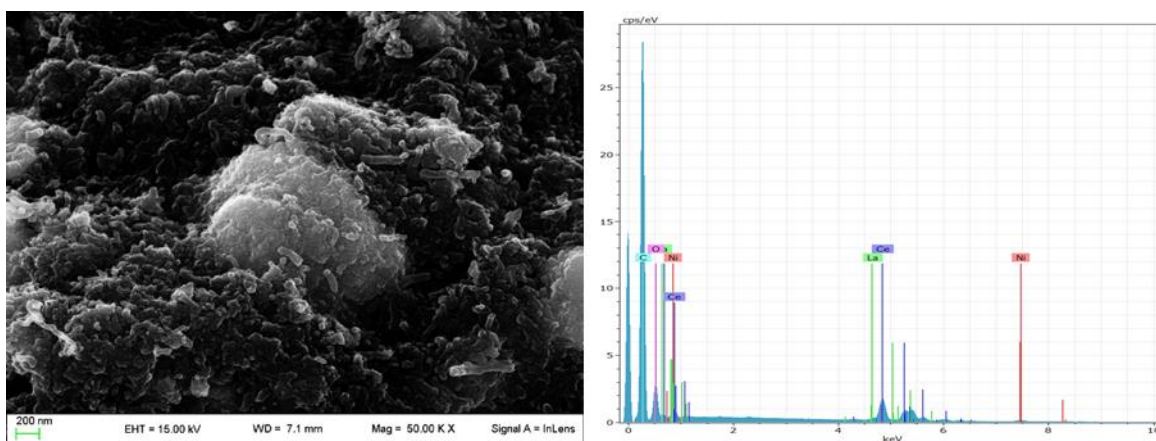 200 nm
EHT = 15.00 kV WD = 7.1 mm Mag = 50.00 K X Signal A = InLens
cps/eV
25
20
15
10
5
0
O
C
Ni
Ce
La
Ce
Ni
0 2 4 6 8 10
keV